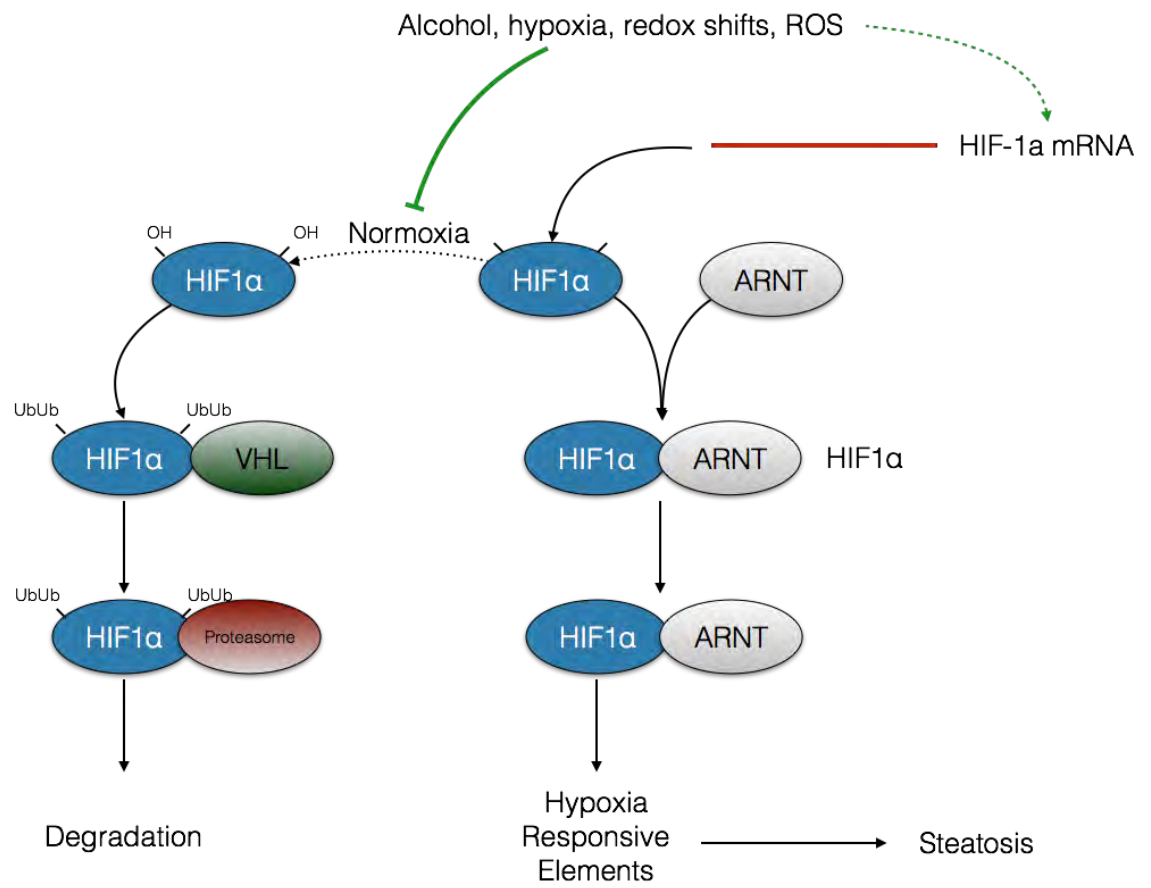 Alcohol, hypoxia, redox shifts, ROS
HIF-1a mRNA
OH
OH
Normoxia
HIF1α
HIF1α
ARNT
UbUb
UbUb
HIF1α
VHL
HIF1α
ARNT
HIF1α
UbUb
UbUb
HIF1α
Proteasome
HIF1α
ARNT
Degradation
Hypoxia
Responsive
Elements
Steatosis